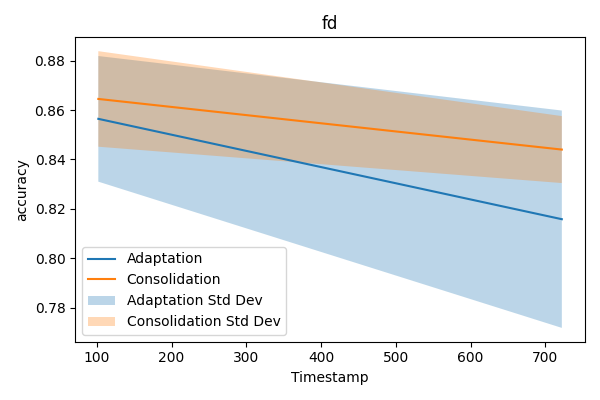 fd
accuracy
0.88
0.86
0.84
0.82
0.80
0.78
Adaptation
Consolidation
Adaptation Std Dev
Consolidation Std Dev
100 200 300 400 500 600 700
Timestamp